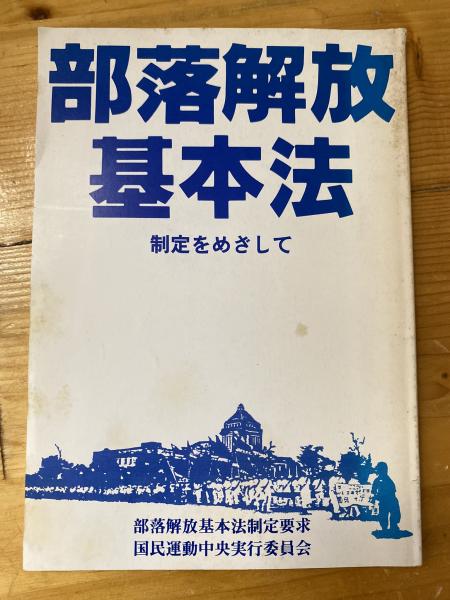 部落解放
基本法
制定をめざして
部落解放基本法制定要求
国民運動中央実行委員会